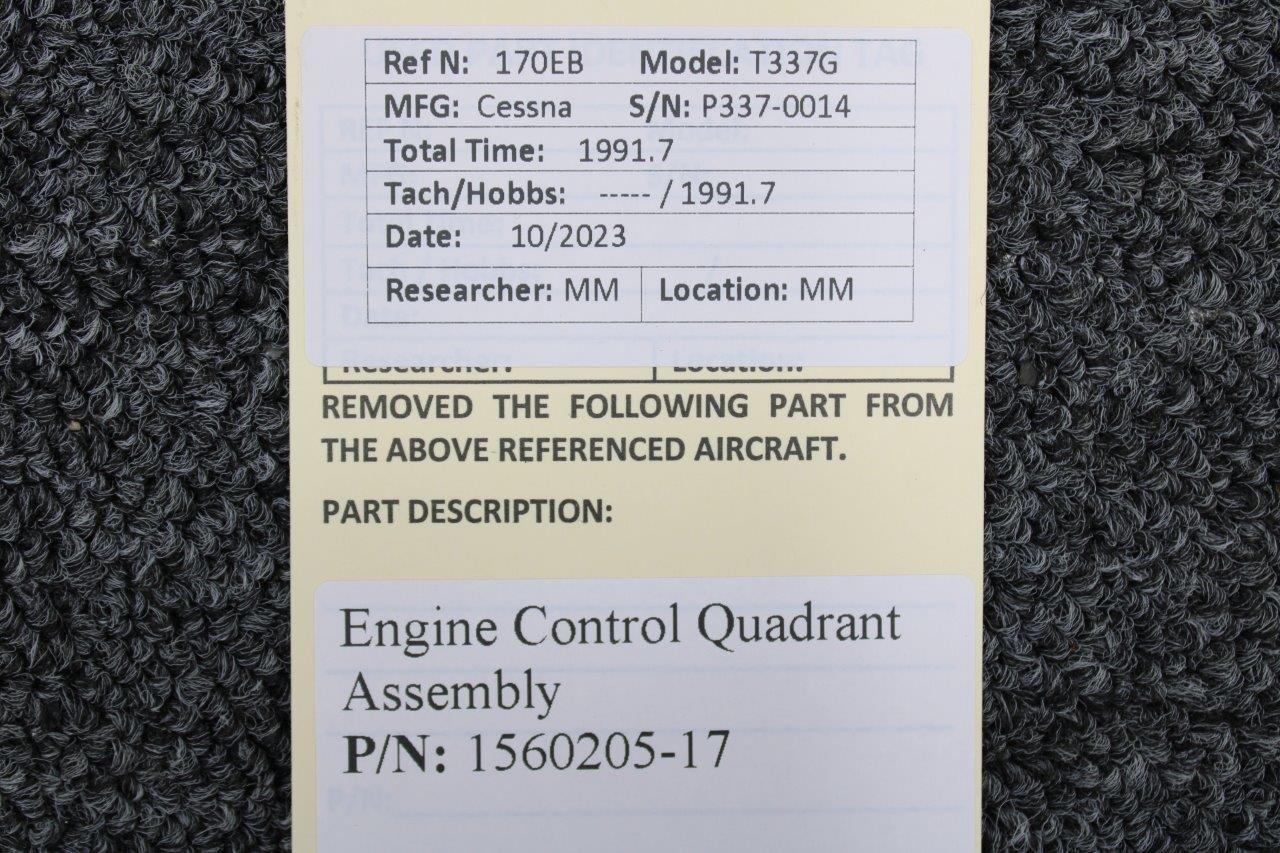 Ref N: 170EB Model: T337G
MFG: Cessna S/N: P337-0014
Total Time: 1991.7
Tach/Hobbs: ----- / 1991.7
Date: 10/2023
Researcher: MM Location: MM
Researcher: Location:
REMOVED THE FOLLOWING PART FROM
THE ABOVE REFERENCED AIRCRAFT.
PART DESCRIPTION:
Engine Control Quadrant
Assembly
P/N: 1560205-17
P/N: